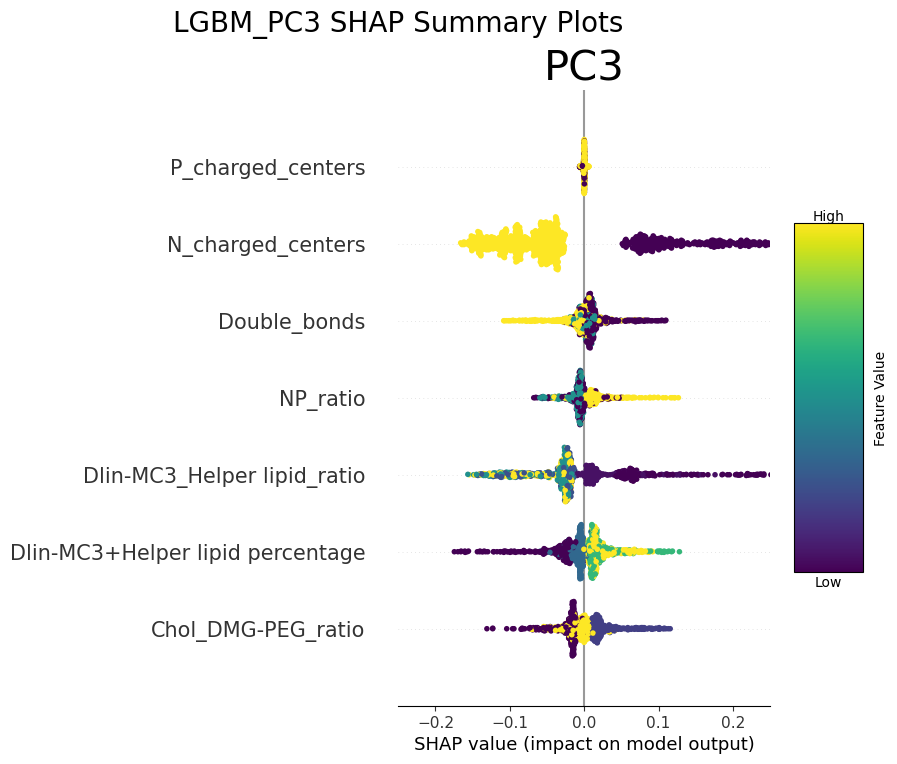 LGBM_PC3 SHAP Summary Plots
PC3
P_charged_centers
N_charged_centers
Double_bonds
NP_ratio
Dlin-MC3_Helper lipid_ratio
Dlin-MC3+Helper lipid percentage
Chol_DMG-PEG_ratio
−0.2 −0.1 0.0 0.1 0.2
SHAP value (impact on model output)
High
Feature Value
Low